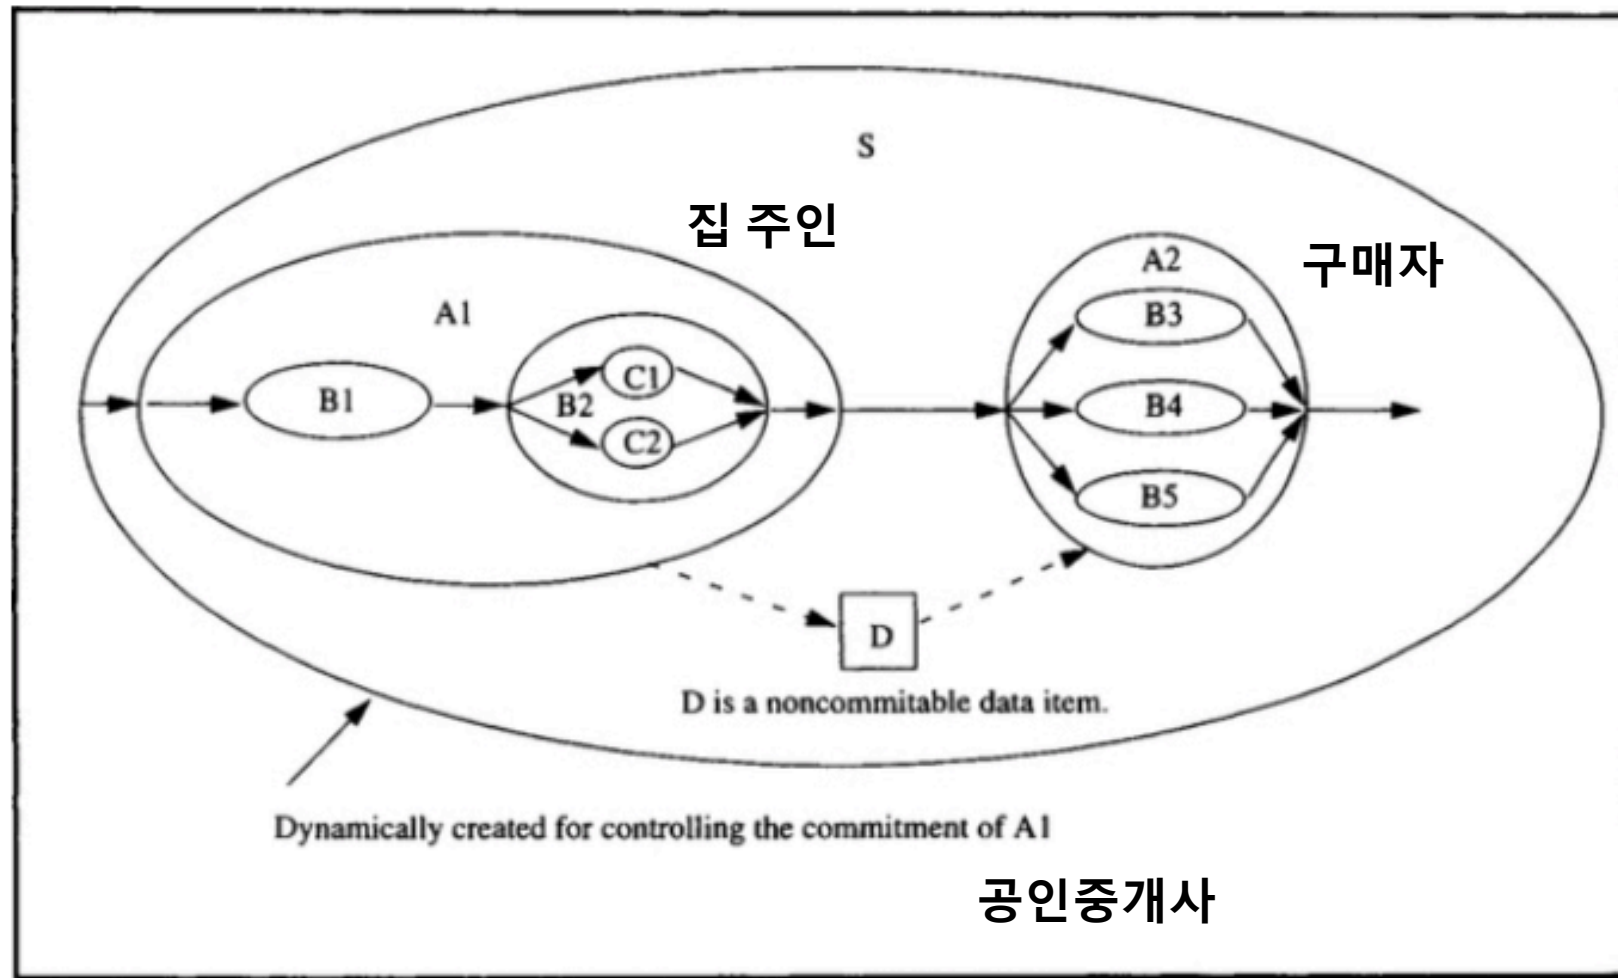 S
집 주인
구매자
A2
A1
B3
B1
C1
B2
B4
C2
B5
D
D is a noncommitable data item.
Dynamically created for controlling the commitment of A1
공인중개사